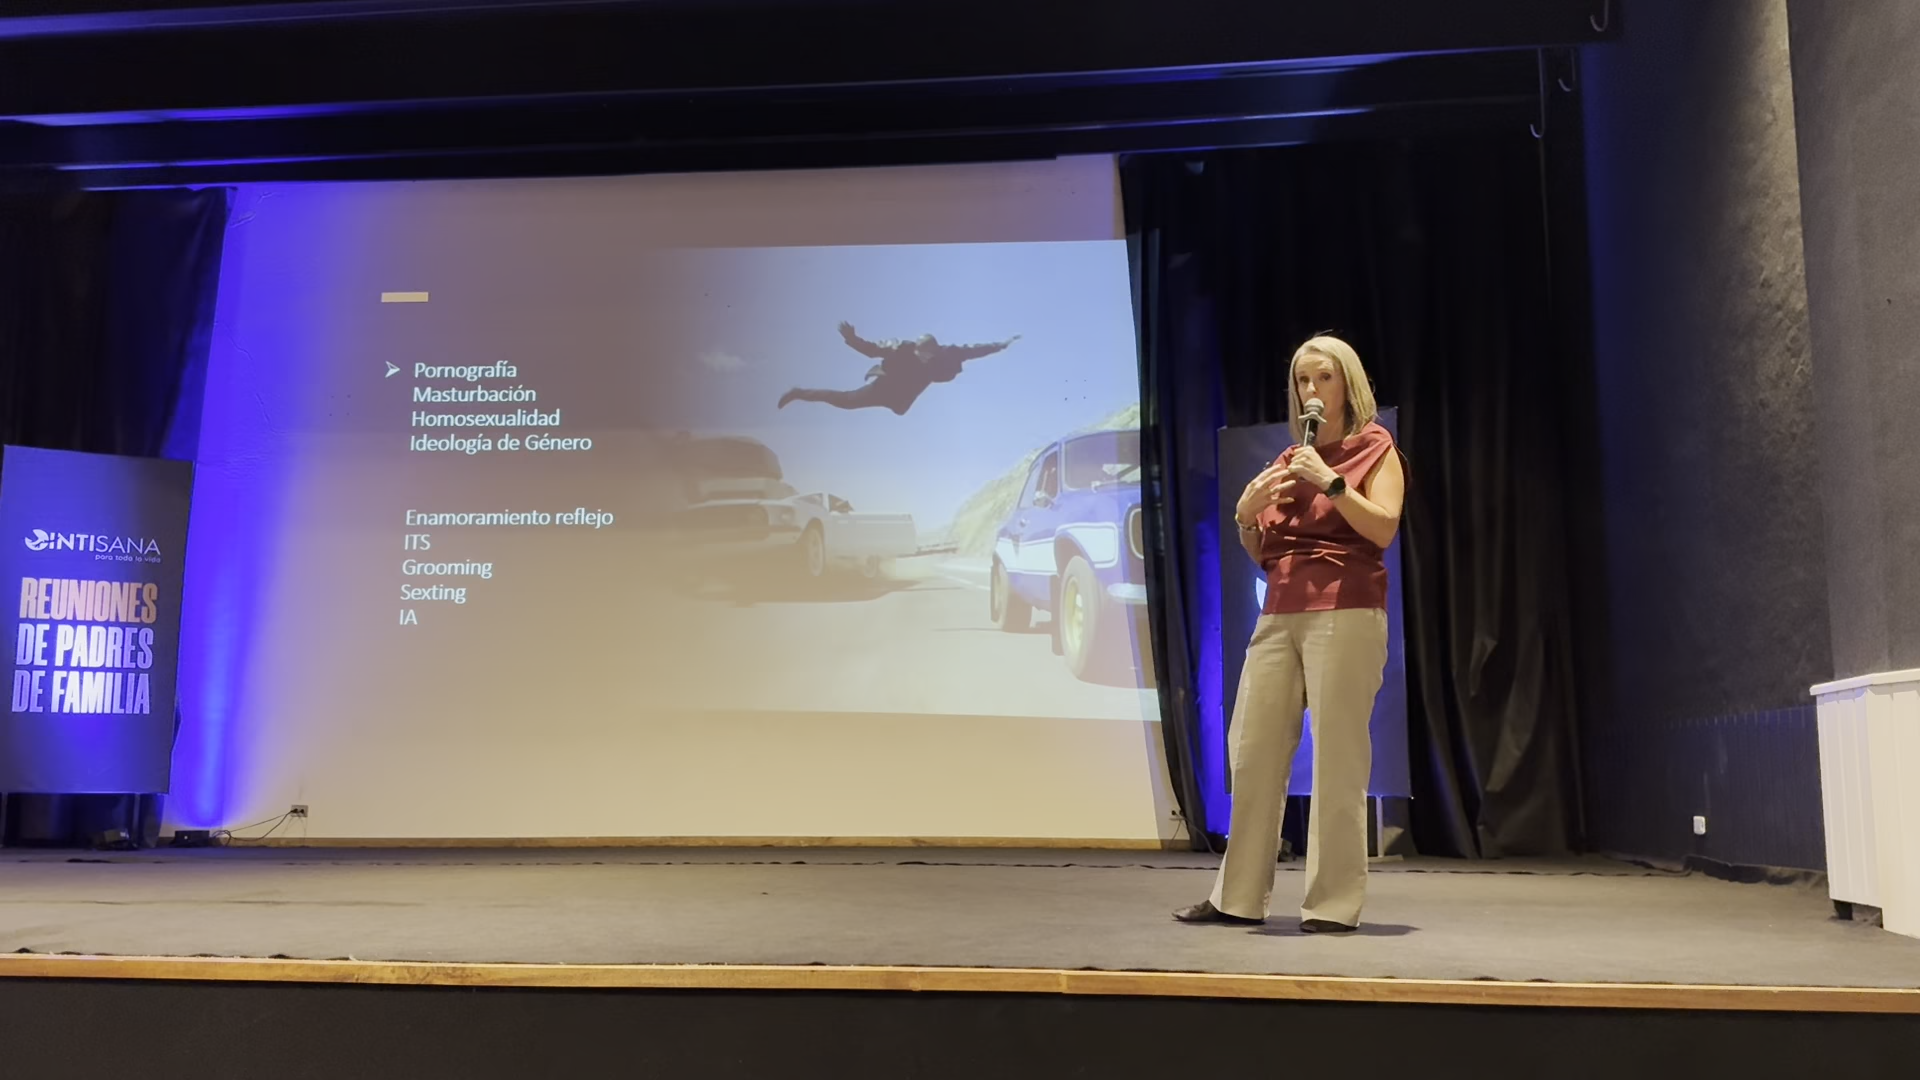 Pornografía
Masturbación
Homosexualidad
Ideología de Género
Enamoramiento reflejo
ITS
Grooming
Sexting
IA
INTISANA
para toda la vida
REUNIONES
DE PADRES
DE FAMILIA